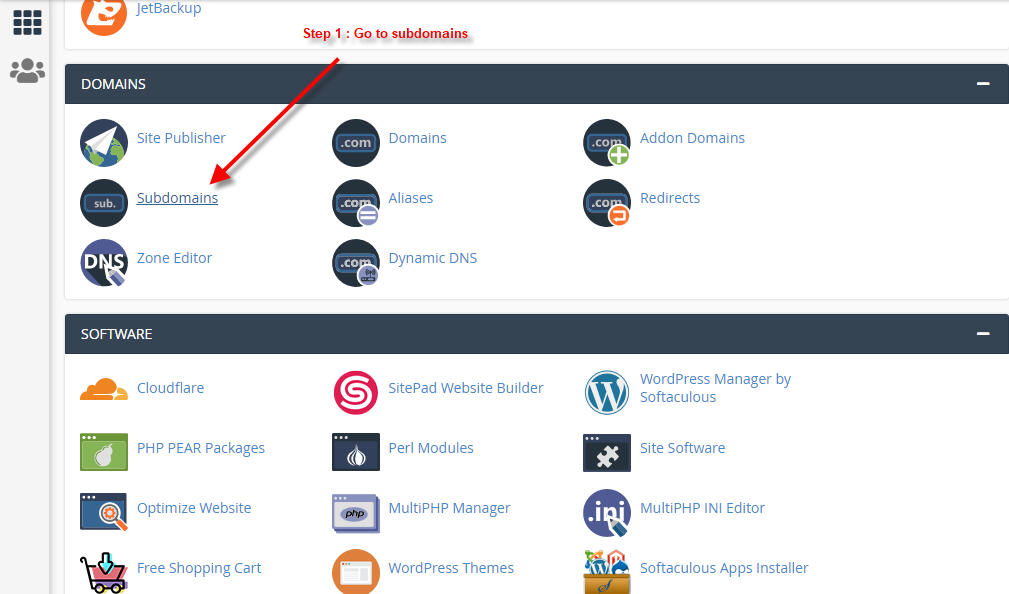 JetBackup
Step 1 : Go to subdomains
DOMAINS
Site Publisher
.com
Domains
.com
Addon Domains
sub.
Subdomains
.com
Aliases
.com
Redirects
DNS
Zone Editor
.com
Dynamic DNS
SOFTWARE
Cloudflare
SitePad Website Builder
WordPress Manager by
Softaculous
PHP PEAR Packages
Perl Modules
Site Software
Optimize Website
php
MultiPHP Manager
.ini
MultiPHP INI Editor
Free Shopping Cart
WordPress Themes
Softaculous Apps Installer